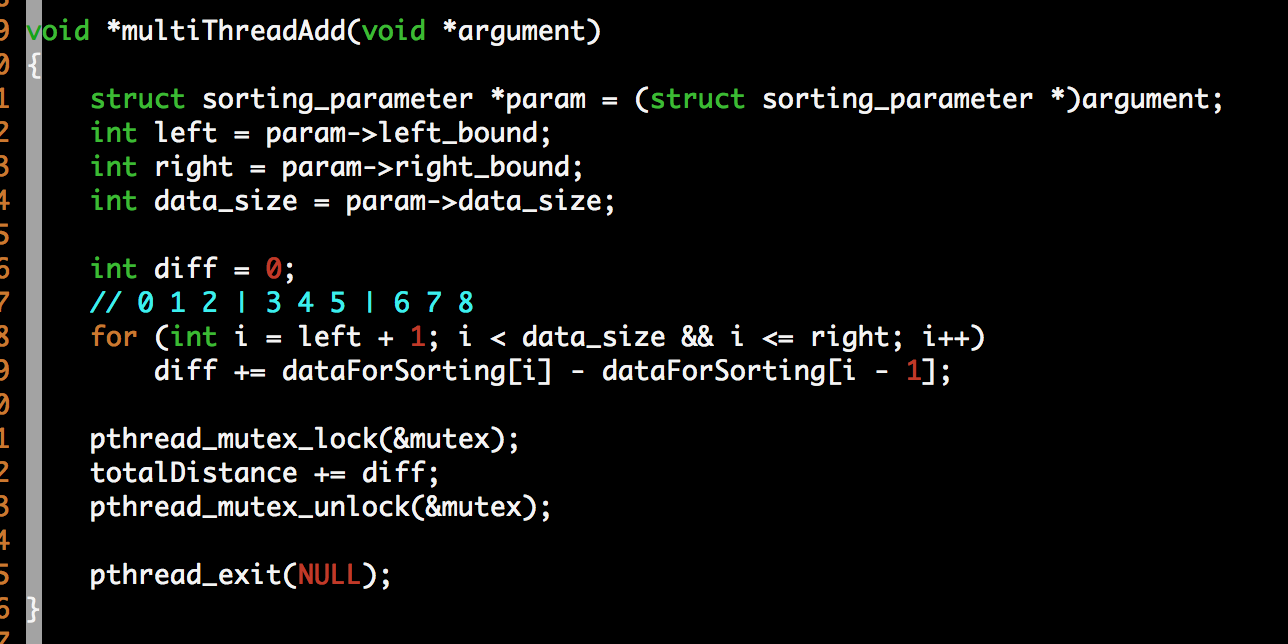 9 void *multiThreadAdd(void *argument)
0 {
1     struct sorting_parameter *param = (struct sorting_parameter *)argument;
2     int left = param->left_bound;
3     int right = param->right_bound;
4     int data_size = param->data_size;
5
6     int diff = 0;
7     // 0 1 2 | 3 4 5 | 6 7 8
8     for (int i = left + 1; i < data_size && i <= right; i++)
9         diff += dataForSorting[i] - dataForSorting[i - 1];
0
1     pthread_mutex_lock(&mutex);
2     totalDistance += diff;
3     pthread_mutex_unlock(&mutex);
4
5     pthread_exit(NULL);
6 }
7